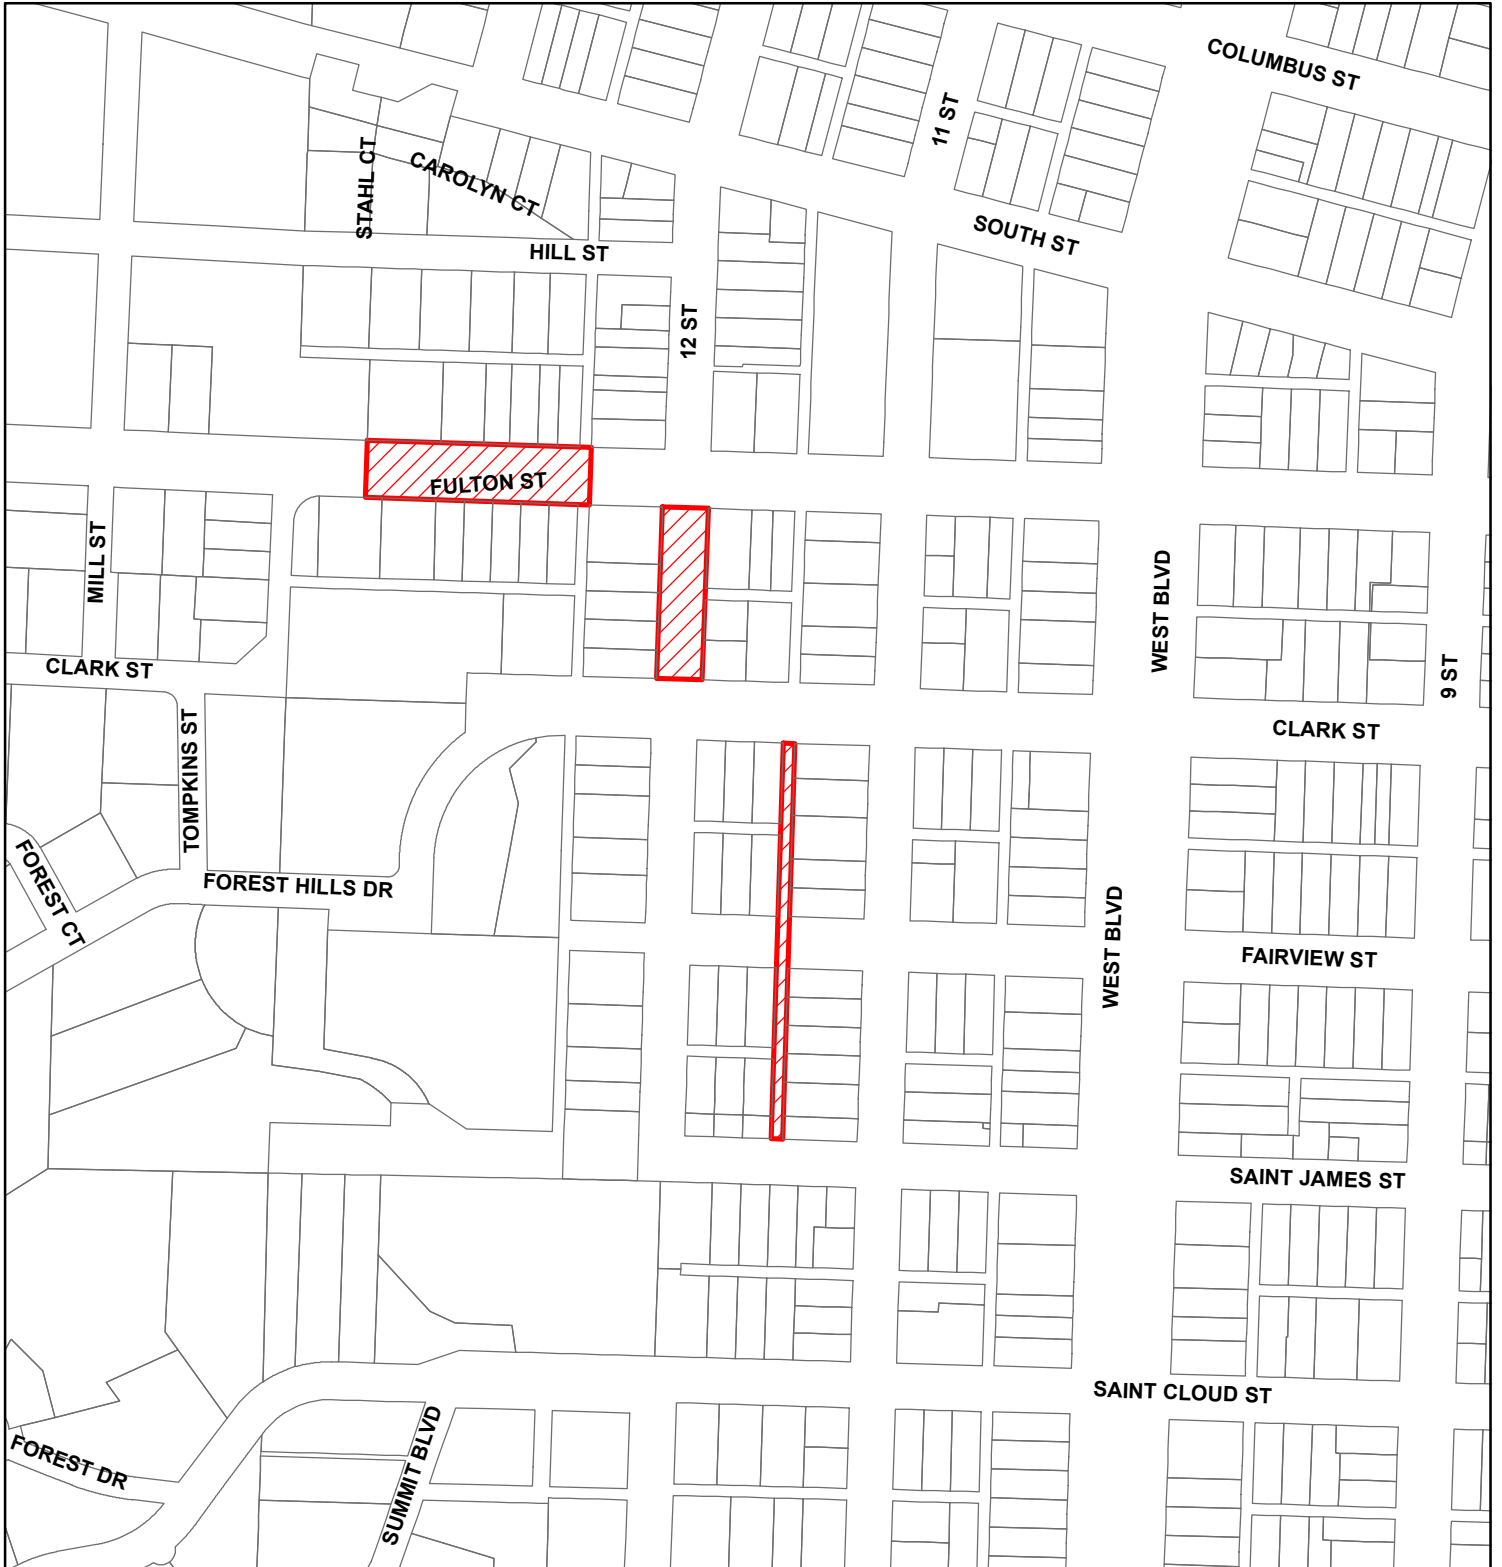 COLUMBUS ST
11 ST
STAHL CT
CAROLYN CT
SOUTH ST
HILL ST
12 ST
FULTON ST
MILL ST
WEST BLVD
CLARK ST
9 ST
CLARK ST
TOMPKINS ST
FOREST CT
FOREST HILLS DR
WEST BLVD
FAIRVIEW ST
SAINT JAMES ST
SAINT CLOUD ST
FOREST DR
SUMMIT BLVD